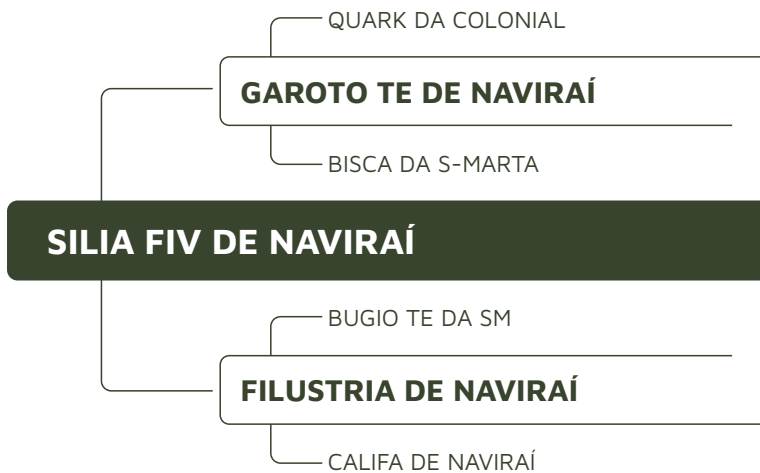 QUARK DA COLONIAL
GAROTO TE DE NAVIRAÍ
BISCA DA S-MARTA
SILIA FIV DE NAVIRAÍ
BUGIO TE DA SM
FILUSTRIA DE NAVIRAÍ
CALIFA DE NAVIRAÍ